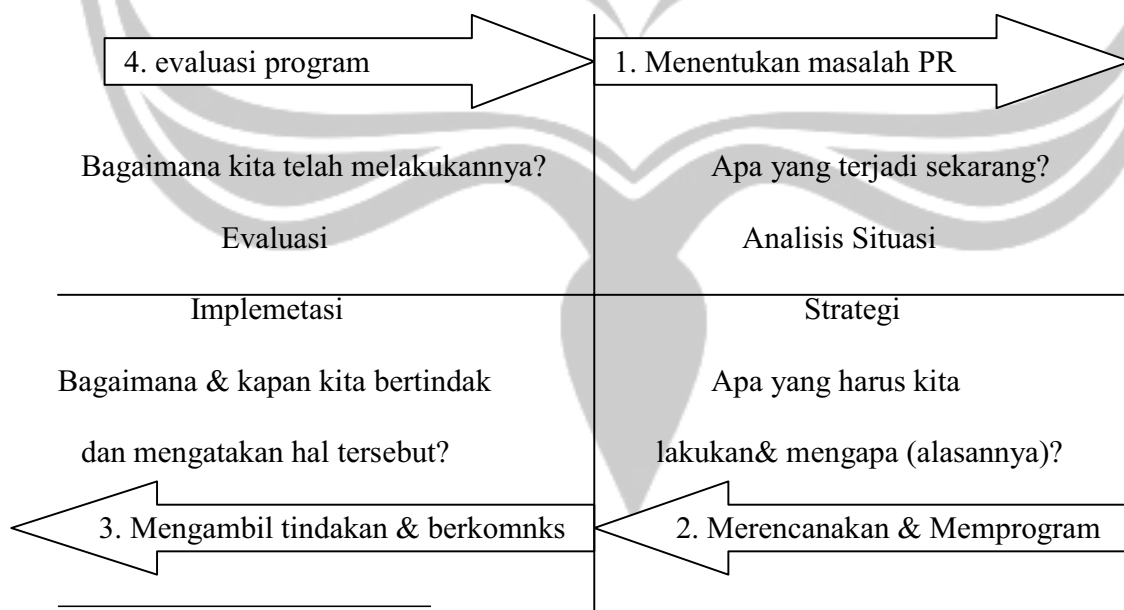 4. evaluasi program
1. Menentukan masalah PR
Bagaimana kita telah melakukannya?
Apa yang terjadi sekarang?
Evaluasi
Analisis Situasi
Implemetasi
Strategi
Bagaimana & kapan kita bertindak
Apa yang harus kita
dan mengatakan hal tersebut?
lakukan& mengapa (alasannya)?
3. Mengambil tindakan & berkomnks
2. Merencanakan & Memprogram